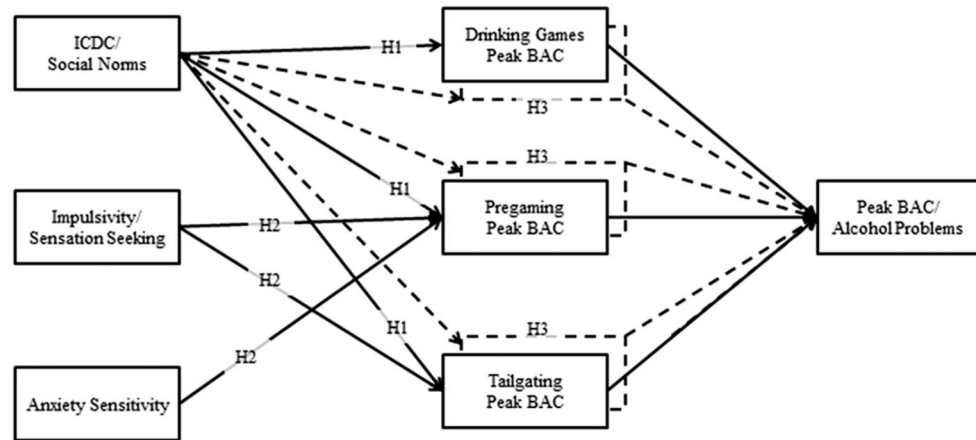 ICDC/
Social Norms
Impulsivity/
Sensation Seeking
Anxiety Sensitivity
H1
H1
H1
H2
H2
H2
H3
H3
H3
Drinking Games
Peak BAC
Pregaming
Peak BAC
Tailgating
Peak BAC
Peak BAC/
Alcohol Problems